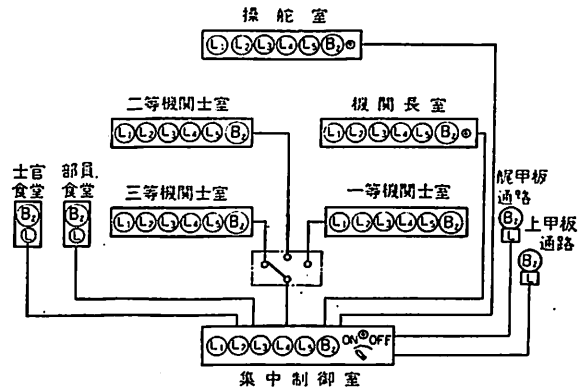 操舵室
L₁ L₂ L₃ L₄ L₅ B₂
二等機関士室
L₁ L₂ L₃ L₄ L₅ B₂
機関長室
L₁ L₂ L₃ L₄ L₅ B₂
士官食堂
B₂
L
部員食堂
B₂
L
三等機関士室
L₁ L₂ L₃ L₄ L₅ B₂
一等機関士室
L₁ L₂ L₃ L₄ L₅ B₂
通路
B₂
L
上甲板
通路
B₂
L
L₁ L₂ L₃ L₄ L₅ B₂ ON OFF
集中制御室